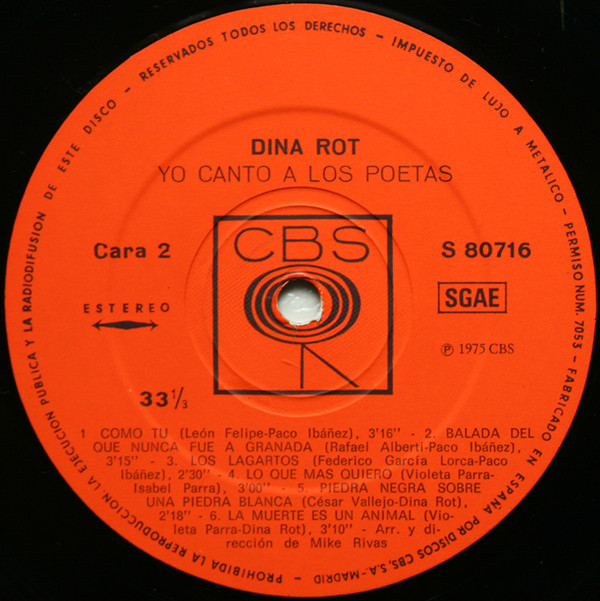 RESERVADOS TODOS LOS DERECHOS - IMPUESTO DE LUJO A METALICO - PERMISO NUM. 7053 - FABRICADO EN ESPAÑA POR DISCOS CBS, S.A. - MADRID - PROHIBIDA LA REPRODUCCION LA EJECUCION PUBLICA Y LA RADIODIFUSION DE ESTE DISCO -
DINA ROT
YO CANTO A LOS POETAS
CBS
Cara 2
S 80716
ESTEREO
SGAE
℗ 1975 CBS
33 1/3
1 COMO TU (León Felipe-Paco Ibáñez), 3'16" - 2. BALADA DEL
QUE NUNCA FUE A GRANADA (Rafael Alberti-Paco Ibáñez),
3'15" - 3. LOS LAGARTOS (Federico García Lorca-Paco
Ibáñez), 2'30" - 4. LO QUE MAS QUIERO (Violeta Parra-
Isabel Parra), 3'00" - 5. PIEDRA NEGRA SOBRE
UNA PIEDRA BLANCA (César Vallejo-Dina Rot),
2'18" - 6. LA MUERTE ES UN ANIMAL (Vio-
leta Parra-Dina Rot), 3'10" - Arr. y di-
rección de Mike Rivas